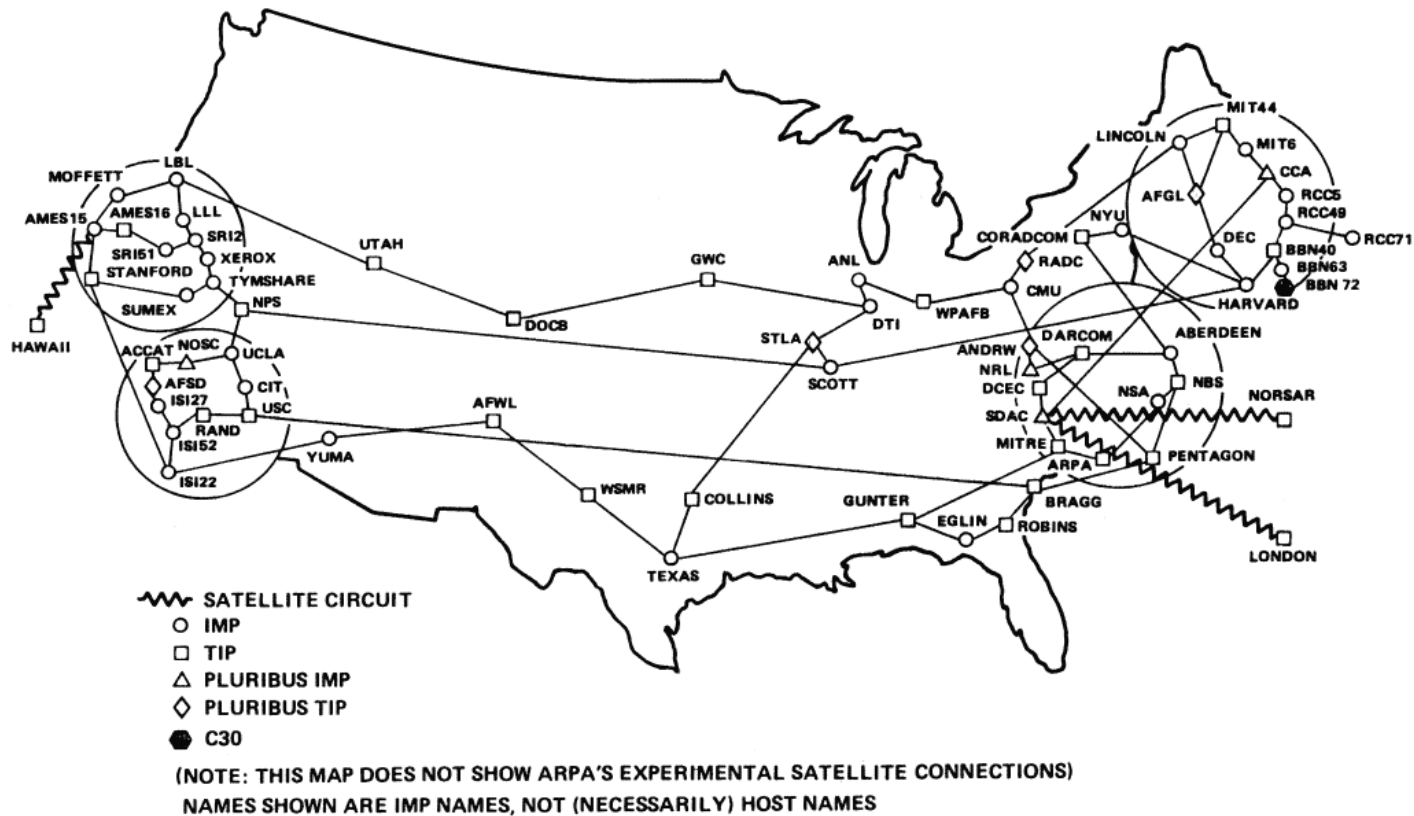 MIT44
LINCOLN
MIT6
CCA
LBL
MOFFETT
AFGL
RCC5
AMES16
NYU
RCC49
AMES15
LLL
RCC71
SRI2
UTAH
CORADCOM
DEC
SRI51
XEROX
GWC
ANL
RADC
BBN40
STANFORD
BBN63
TYMSHARE
CMU
BBN 72
SUMEX
NPS
WPAFB
HARVARD
DOCB
DTI
HAWAII
STLA
DARCOM
ABERDEEN
NOSC
ACCAT
UCLA
ANDRW
NRL
SCOTT
AFSD
CIT
DCEC
NBS
ISI27
NSA
NORSAR
AFWL
RAND
USC
SDAC
ISI52
MITRE
YUMA
ARPA
PENTAGON
ISI22
WSMR
COLLINS
GUNTER
BRAGG
EGLIN
ROBINS
LONDON
TEXAS
SATELLITE CIRCUIT
IMP
TIP
PLURIBUS IMP
PLURIBUS TIP
C30
(NOTE: THIS MAP DOES NOT SHOW ARPA'S EXPERIMENTAL SATELLITE CONNECTIONS)
NAMES SHOWN ARE IMP NAMES, NOT (NECESSARILY) HOST NAMES